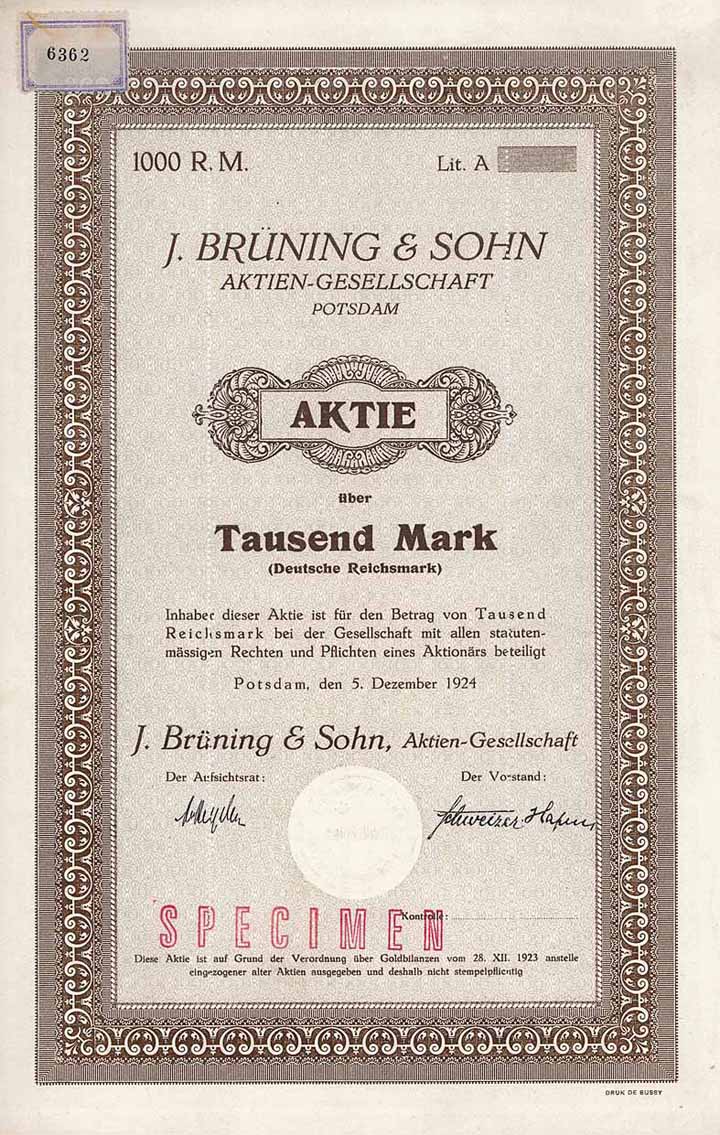 6362
1000 R. M. Lit. A
J. BRÜNING & SOHN
AKTIEN-GESELLSCHAFT
POTSDAM
AKTIE
über
Tausend Mark
(Deutsche Reichsmark)
Inhaber dieser Aktie ist für den Betrag von Tausend
Reichsmark bei der Gesellschaft mit allen statuten-
mässigen Rechten und Pflichten eines Aktionärs beteiligt
Potsdam, den 5. Dezember 1924
J. Brüning & Sohn, Aktien-Gesellschaft
Der Aufsichtsrat: Der Vorstand:
Schweizer
Kontrolle:
SPECIMEN
Diese Aktie ist auf Grund der Verordnung über Goldbilanzen vom 28. XII. 1923 anstelle
eingezogener alter Aktien ausgegeben und deshalb nicht stempelpflichtig
DRUK DE BUSSY